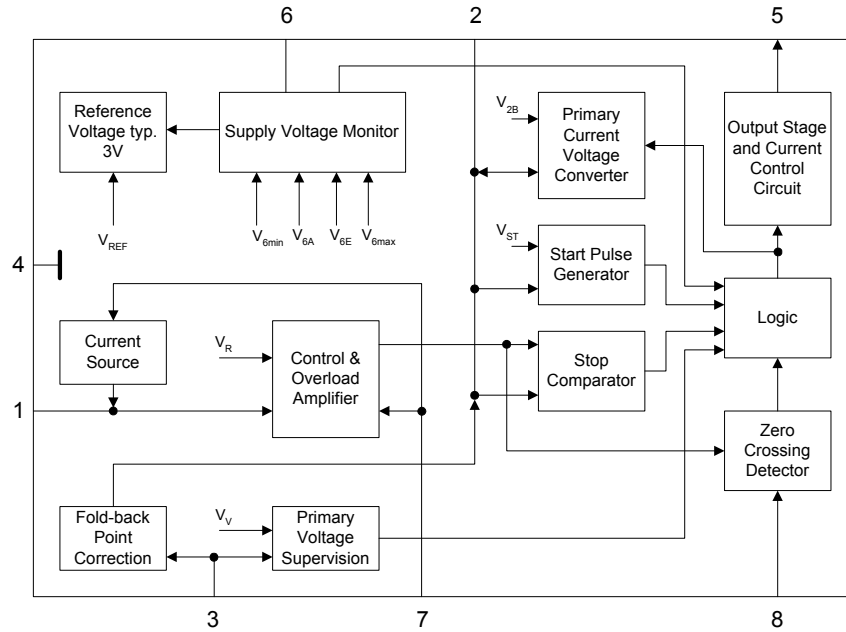 6
2
5
Reference
Voltage typ.
3V
Supply Voltage Monitor
V2B
Primary
Current
Voltage
Converter
Output Stage
and Current
Control
Circuit
VREF
V6min
V6A
V6E
V6max
VST
Start Pulse
Generator
4
Logic
Current
Source
VR
Control &
Overload
Amplifier
Stop
Comparator
1
Zero
Crossing
Detector
Fold-back
Point
Correction
VV
Primary
Voltage
Supervision
3
7
8